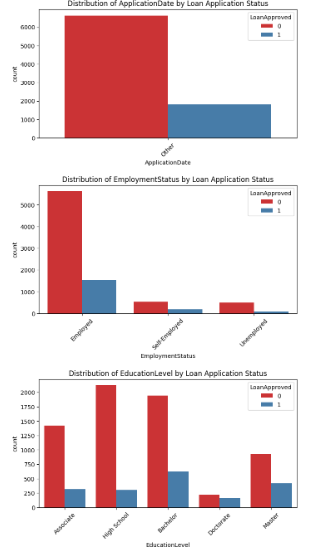 Distribution of ApplicationDate by Loan Application Status
LoanApproved
0
1
6000
5000
4000
3000
2000
1000
0
count
Other
ApplicationDate
Distribution of EmploymentStatus by Loan Application Status
LoanApproved
0
1
5000
4000
3000
2000
1000
0
count
Employed
Self-Employed
Unemployed
EmploymentStatus
Distribution of EducationLevel by Loan Application Status
LoanApproved
0
1
2000
1750
1500
1250
1000
750
500
250
0
count
Associate
High School
Bachelor
Doctorate
Master
EducationLevel